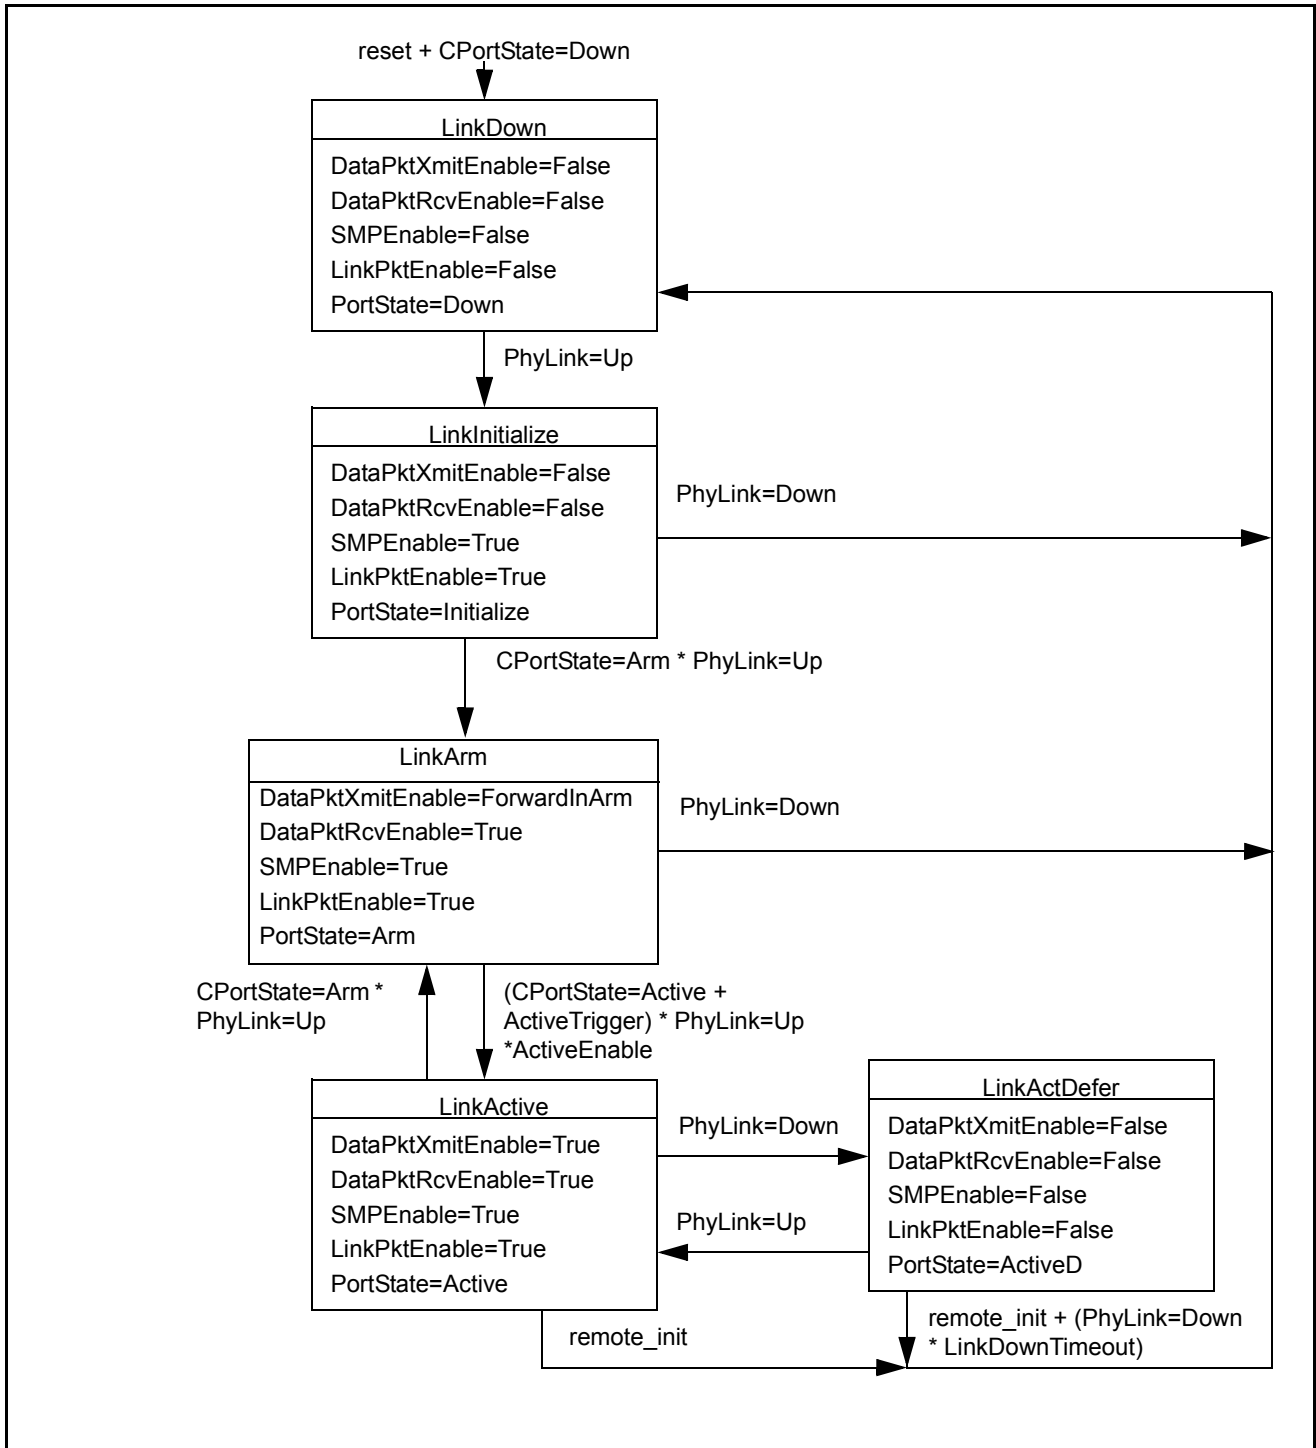 reset + CPortState=Down
LinkDown
DataPktXmitEnable=False
DataPktRcvEnable=False
SMPEnable=False
LinkPktEnable=False
PortState=Down
PhyLink=Up
LinkInitialize
DataPktXmitEnable=False
DataPktRcvEnable=False
SMPEnable=True
LinkPktEnable=True
PortState=Initialize
PhyLink=Down
CPortState=Arm * PhyLink=Up
LinkArm
DataPktXmitEnable=ForwardInArm
DataPktRcvEnable=True
SMPEnable=True
LinkPktEnable=True
PortState=Arm
PhyLink=Down
CPortState=Arm *
PhyLink=Up
(CPortState=Active +
ActiveTrigger) * PhyLink=Up
*ActiveEnable
LinkActive
DataPktXmitEnable=True
DataPktRcvEnable=True
SMPEnable=True
LinkPktEnable=True
PortState=Active
PhyLink=Down
PhyLink=Up
LinkActDefer
DataPktXmitEnable=False
DataPktRcvEnable=False
SMPEnable=False
LinkPktEnable=False
PortState=ActiveD
remote_init
remote_init + (PhyLink=Down
* LinkDownTimeout)